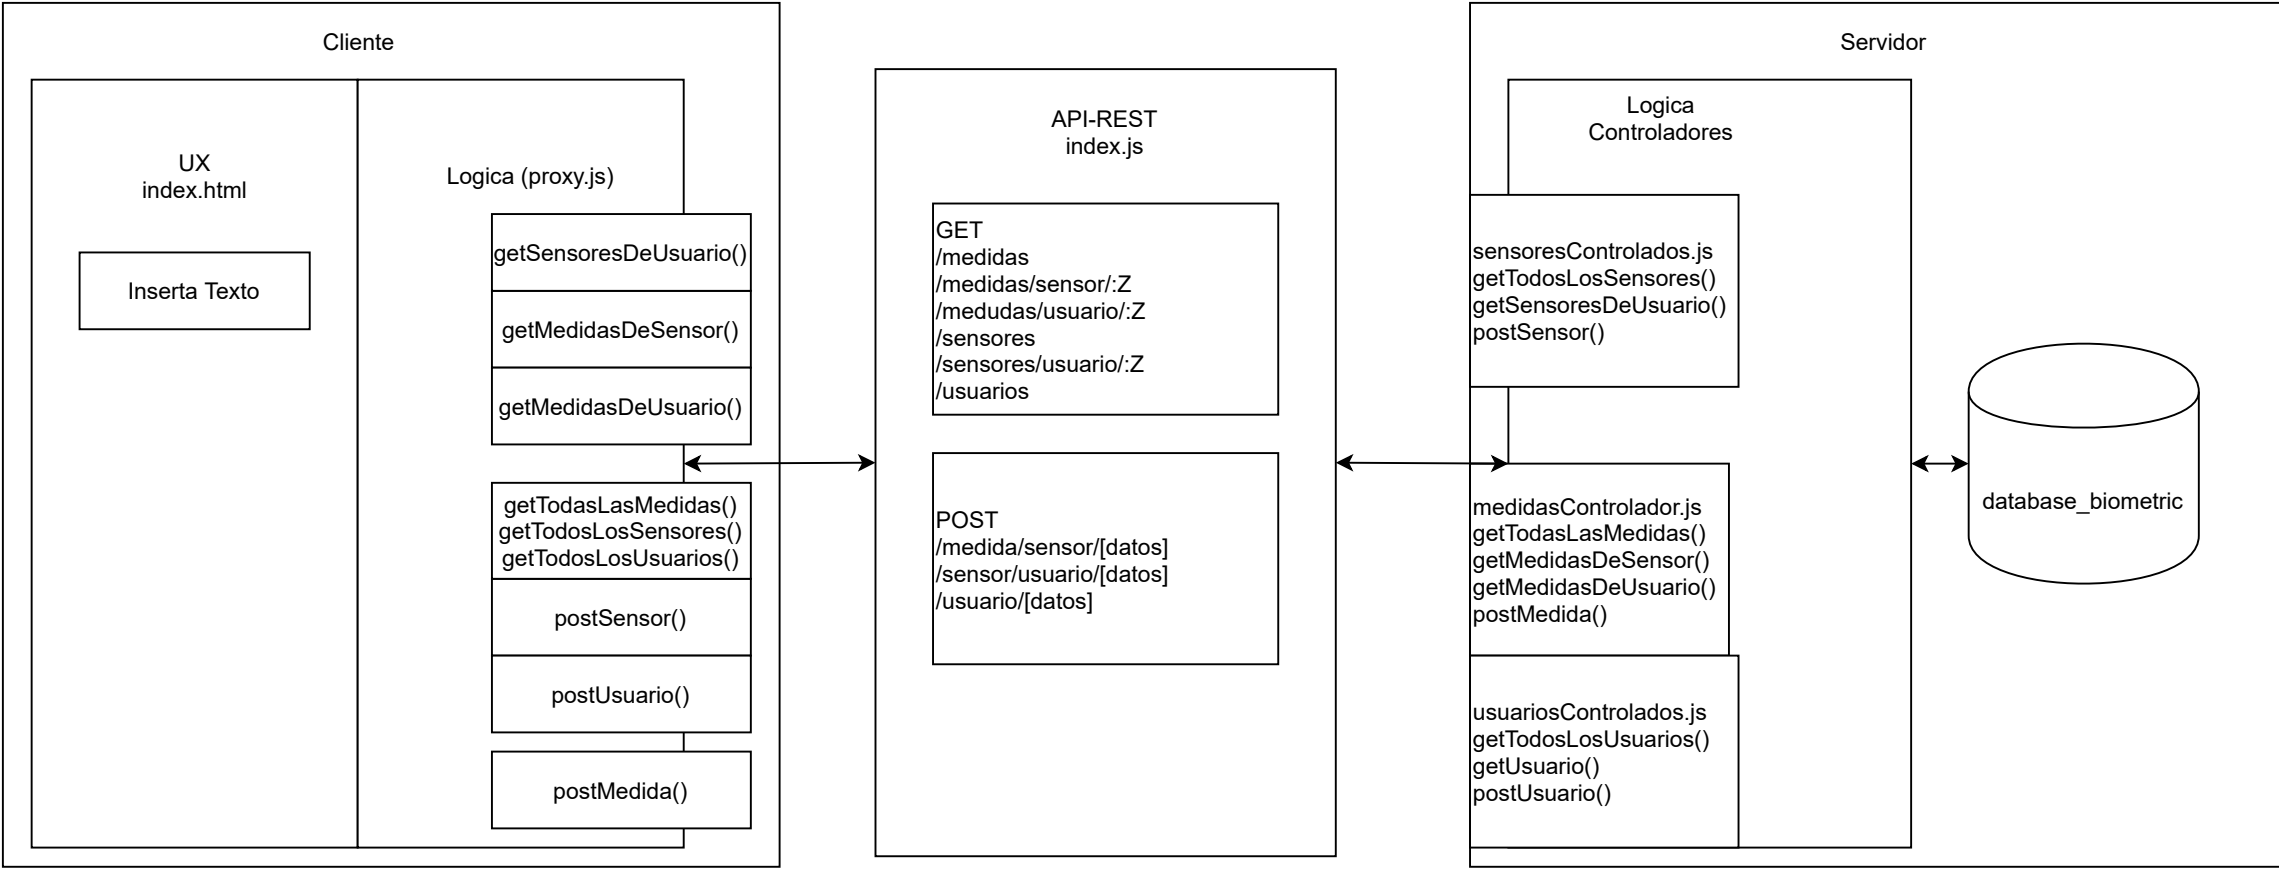 Cliente
UX
index.html
Inserta Texto
Logica (proxy.js)
getSensoresDeUsuario()
getMedidasDeSensor()
getMedidasDeUsuario()
getTodasLasMedidas()
getTodosLosSensores()
getTodosLosUsuarios()
postSensor()
postUsuario()
postMedida()
API-REST
index.js
GET
/medidas
/medidas/sensor/:Z
/medudas/usuario/:Z
/sensores
/sensores/usuario/:Z
/usuarios
POST
/medida/sensor/[datos]
/sensor/usuario/[datos]
/usuario/[datos]
Servidor
Logica
Controladores
sensoresControlados.js
getTodosLosSensores()
getSensoresDeUsuario()
postSensor()
medidasControlador.js
getTodasLasMedidas()
getMedidasDeSensor()
getMedidasDeUsuario()
postMedida()
usuariosControlados.js
getTodosLosUsuarios()
getUsuario()
postUsuario()
database_biometric